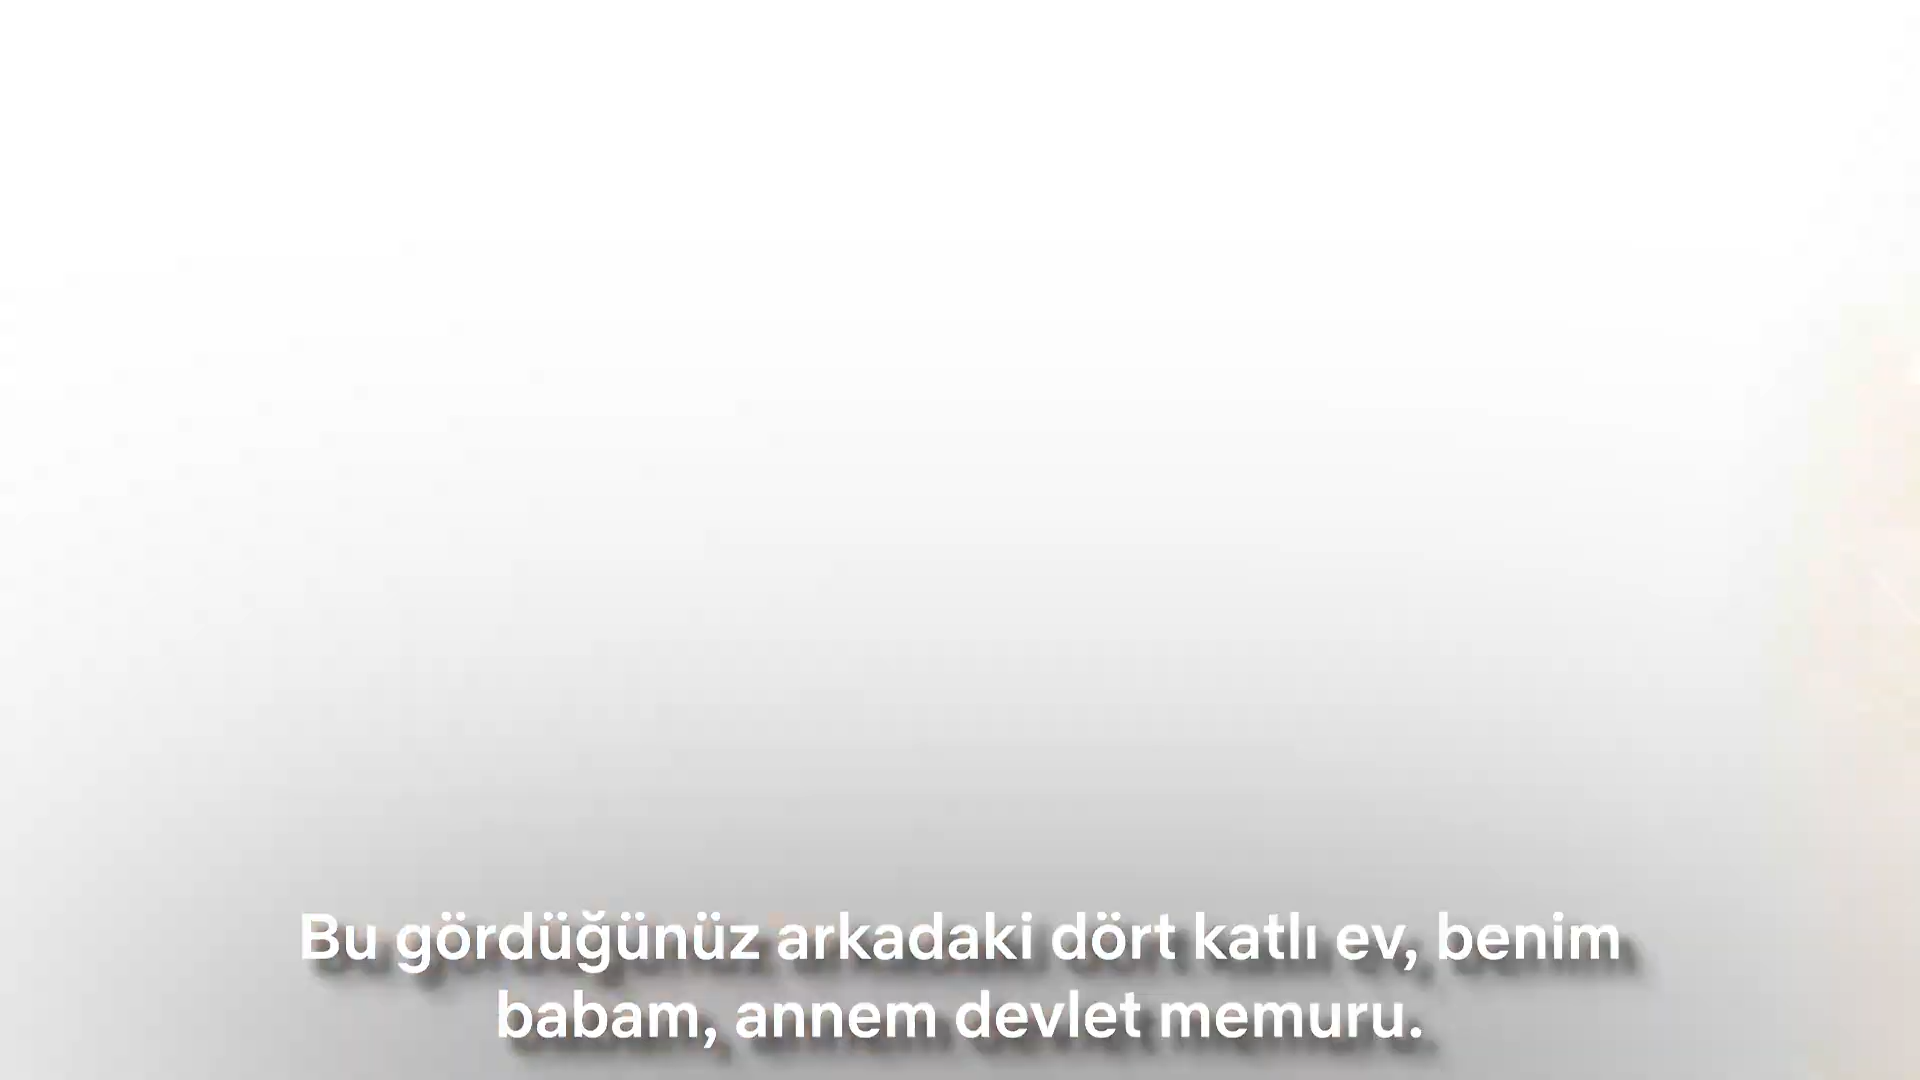 Bu gördüğünüz arkadaki dört katlı ev, benim
babam, annem devlet memuru.